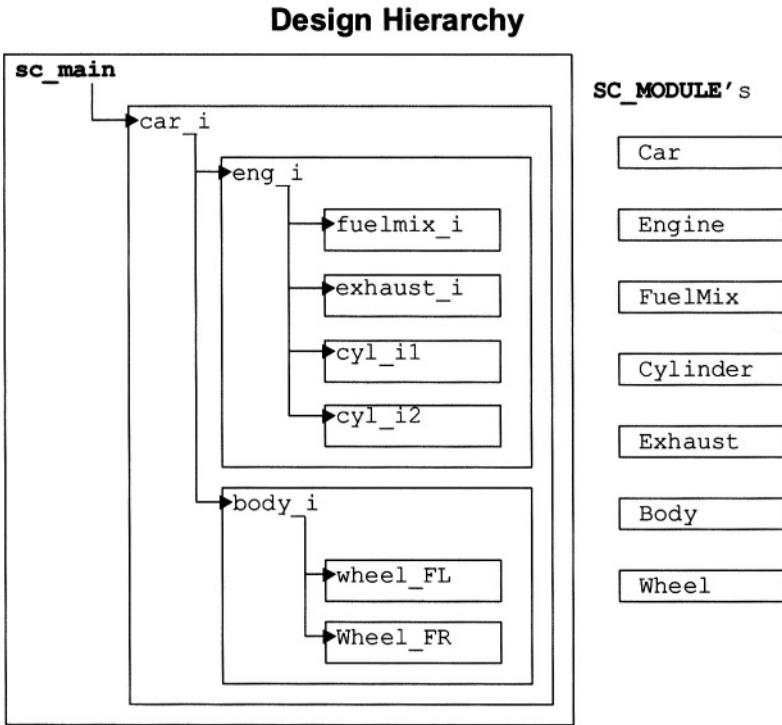 Design Hierarchy
sc_main
car_i
eng_i
fuelmix_i
exhaust_i
cyl_i1
cyl_i2
body_i
wheel_FL
Wheel_FR
SC_MODULE's
Car
Engine
FuelMix
Cylinder
Exhaust
Body
Wheel